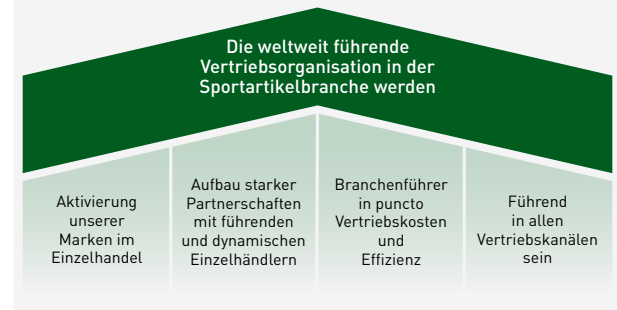 Die weltweit führende
Vertriebsorganisation in der
Sportartikelbranche werden
Aktivierung
unserer
Marken im
Einzelhandel
Aufbau starker
Partnerschaften
mit führenden
und dynamischen
Einzelhändlern
Branchenführer
in puncto
Vertriebskosten
und
Effizienz
Führend
in allen
Vertriebskanälen
sein